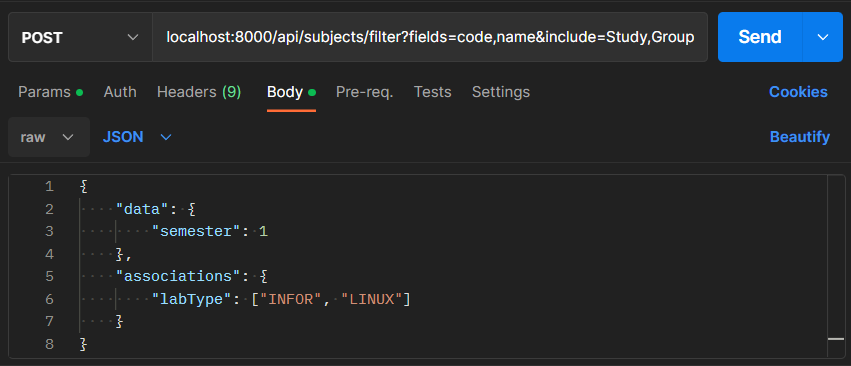 POST localhost:8000/api/subjects/filter?fields=code,name&include=Study,Group Send
Params Auth Headers (9) Body Pre-req. Tests Settings Cookies
raw JSON Beautify
1 {
2 "data": {
3 "semester": 1
4 },
5 "associations": {
6 "labType": ["INFOR", "LINUX"]
7 }
8 }